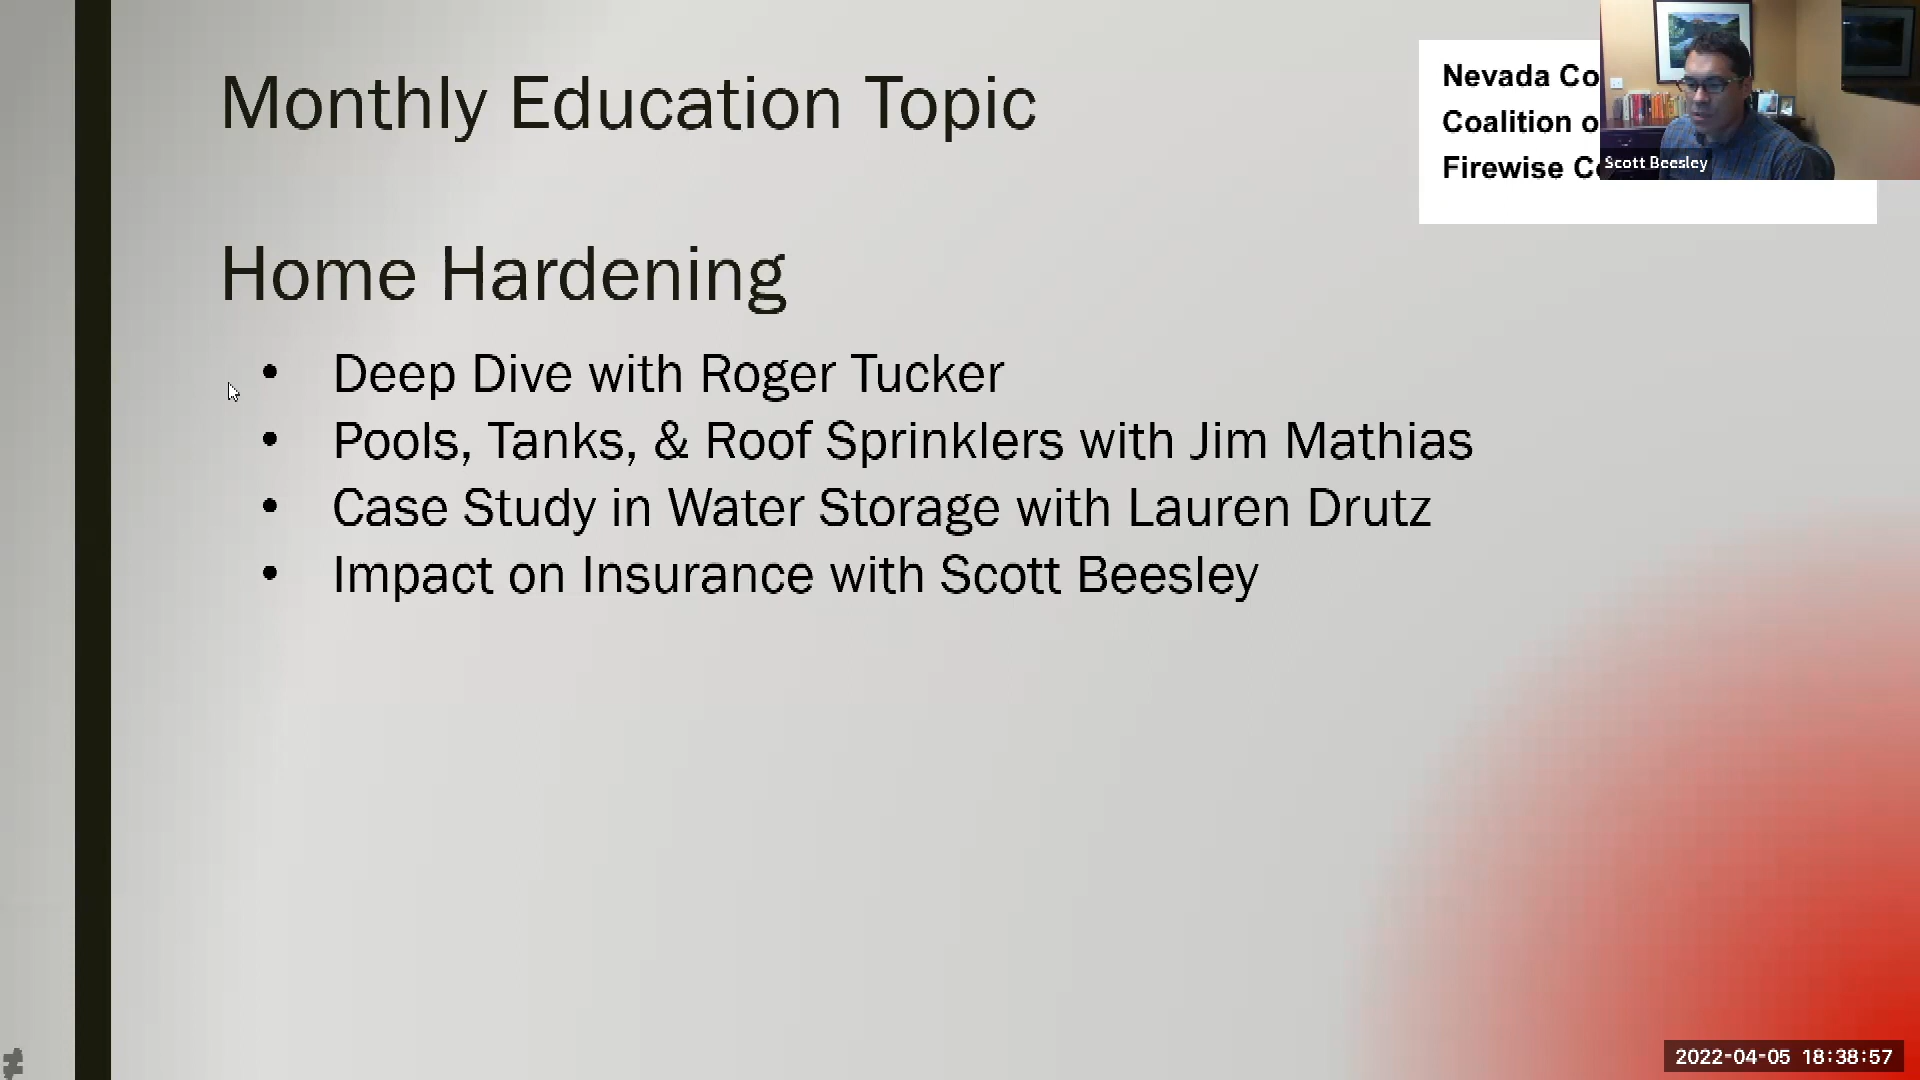 Monthly Education Topic
Nevada Co
Coalition o
Firewise C
Scott Beesley
Home Hardening
• Deep Dive with Roger Tucker
• Pools, Tanks, & Roof Sprinklers with Jim Mathias
• Case Study in Water Storage with Lauren Drutz
• Impact on Insurance with Scott Beesley
2022-04-05 18:38:57